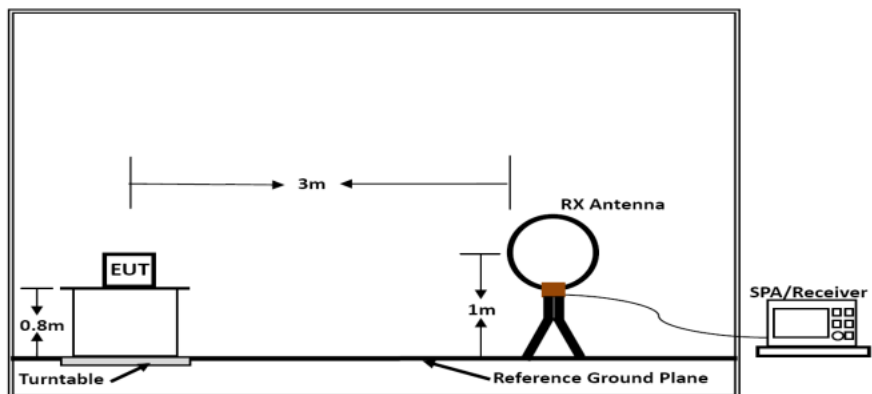 3m
RX Antenna
EUT
SPA/Receiver
0.8m
1m
Turntable
Reference Ground Plane